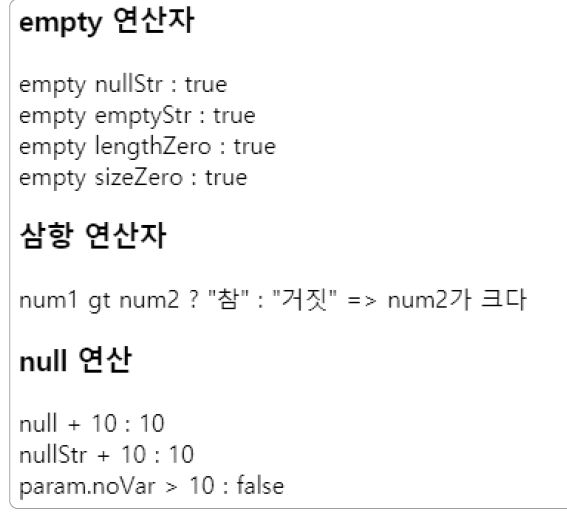 empty 연산자
empty nullStr : true
empty emptyStr : true
empty lengthZero : true
empty sizeZero : true
삼항 연산자
num1 gt num2 ? "참" : "거짓" => num2가 크다
null 연산
null + 10 : 10
nullStr + 10 : 10
param.noVar > 10 : false